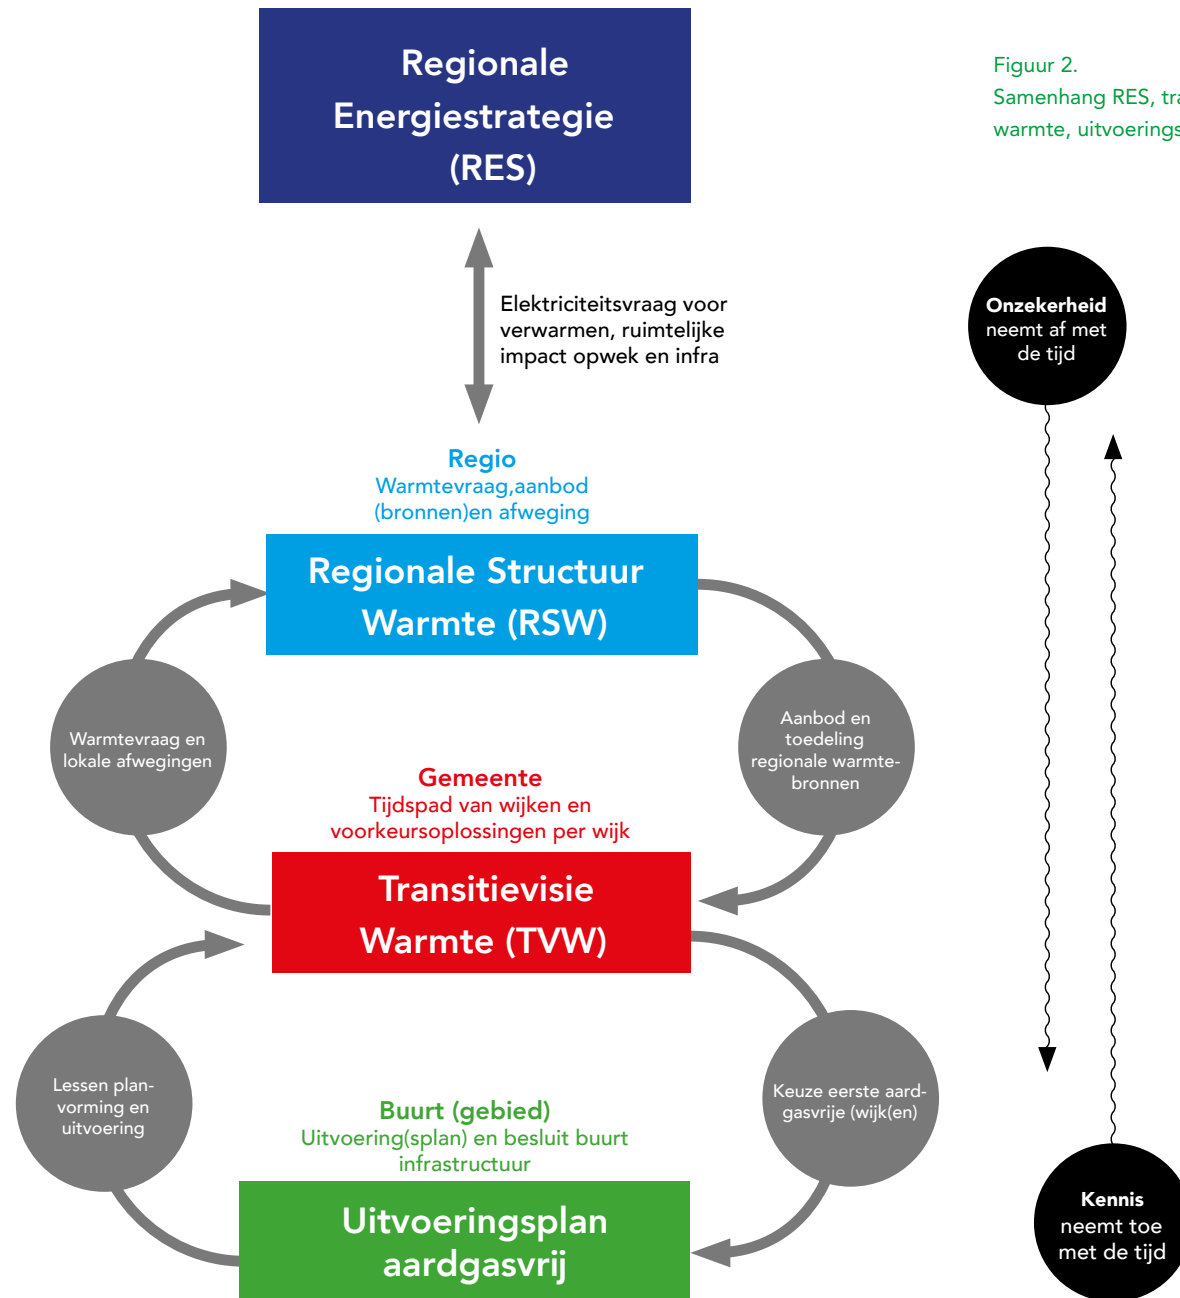 Regionale
Energiestrategie
(RES)
Figuur 2.
Samenhang RES, tra
warmte, uitvoerings
Elektriciteitsvraag voor
verwarmen, ruimtelijke
impact opwek en infra
Onzekerheid
neemt af met
de tijd
Regio
Warmtevraag,aanbod
(bronnen)en afweging
Regionale Structuur
Warmte (RSW)
Warmtevraag en
lokale afwegingen
Aanbod en
toedeling
regionale warmte-
bronnen
Gemeente
Tijdspad van wijken en
voorkeursoplossingen per wijk
Transitievisie
Warmte (TVW)
Lessen plan-
vorming en
uitvoering
Keuze eerste aard-
gasvrije (wijk(en)
Buurt (gebied)
Uitvoering(splan) en besluit buurt
infrastructuur
Uitvoeringsplan
aardgasvrij
Kennis
neemt toe
met de tijd